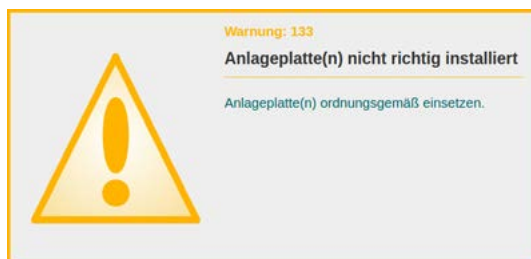 Warnung: 133
Anlageplatte(n) nicht richtig installiert
Anlageplatte(n) ordnungsgemäß einsetzen.